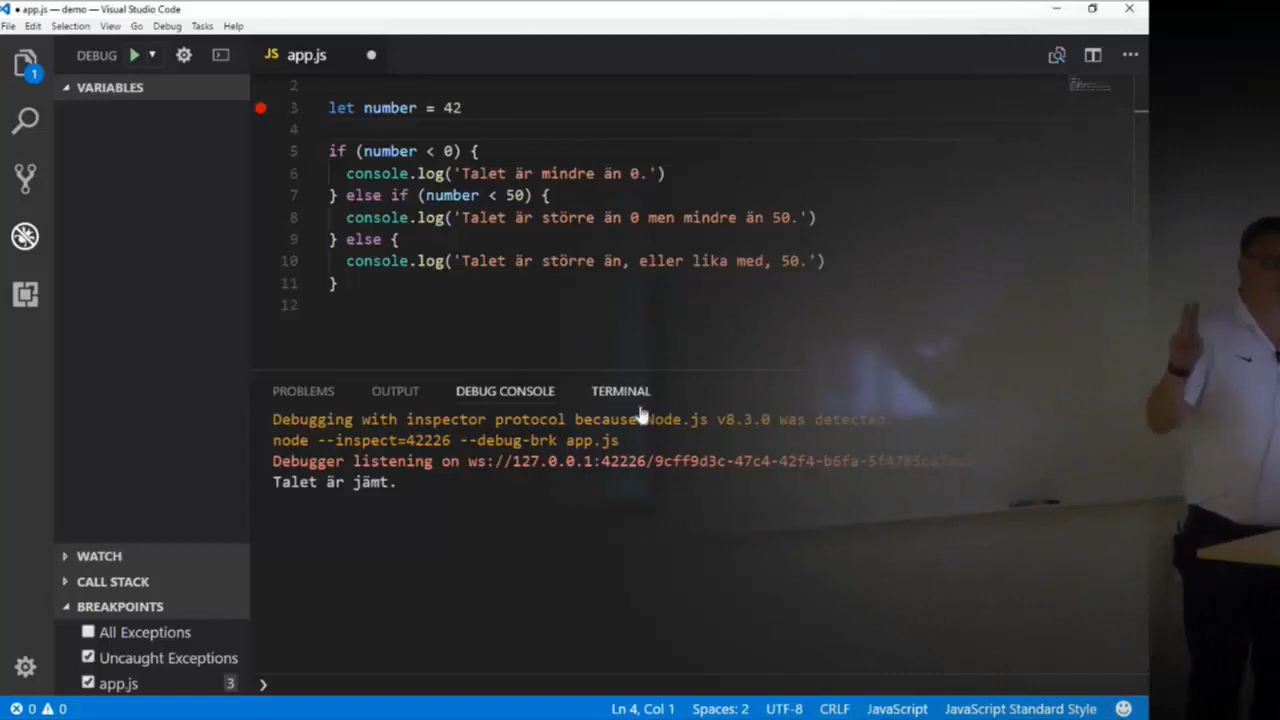 ● app.js — demo — Visual Studio Code
File Edit Selection View Go Debug Tasks Help
DEBUG
JS app.js
1
VARIABLES
2
3 let number = 42
4
5 if (number < 0) {
6 console.log('Talet är mindre än 0.')
7 } else if (number < 50) {
8 console.log('Talet är större än 0 men mindre än 50.')
9 } else {
10 console.log('Talet är större än, eller lika med, 50.')
11 }
12
PROBLEMS OUTPUT DEBUG CONSOLE TERMINAL
Debugging with inspector protocol because Node.js v8.3.0 was detected.
node --inspect=42226 --debug-brk app.js
Debugger listening on ws://127.0.0.1:42226/9cff9d3c-47c4-42f4-b6fa-
Talet är jämt.
WATCH
CALL STACK
BREAKPOINTS
All Exceptions
Uncaught Exceptions
app.js 3
0 0 Ln 4, Col 1 Spaces: 2 UTF-8 CRLF JavaScript JavaScript Standard Style